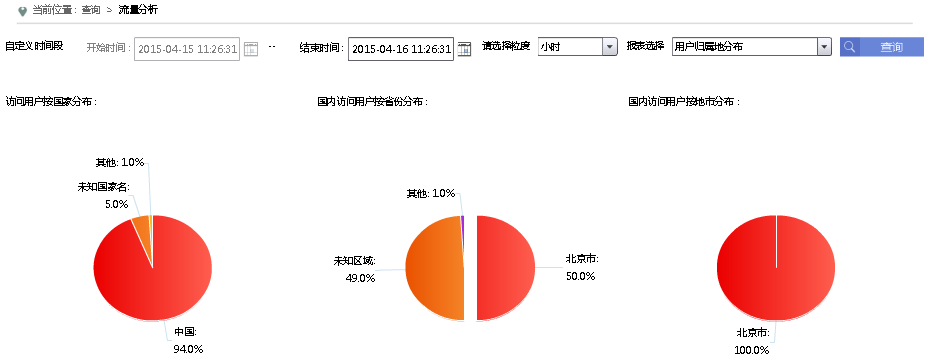 当前位置：查询 > 流量分析
自定义时间段 开始时间： 2015-04-15 11:26:31 -- 结束时间： 2015-04-16 11:26:31 请选择粒度 小时 报表选择 用户归属地分布 查询
访问用户按国家分布： 国内访问用户按省份分布： 国内访问用户按地市分布：
其他: 1.0%
未知国家名:
5.0%
中国:
94.0%
其他: 1.0%
未知区域:
49.0%
北京市:
50.0%
北京市:
100.0%